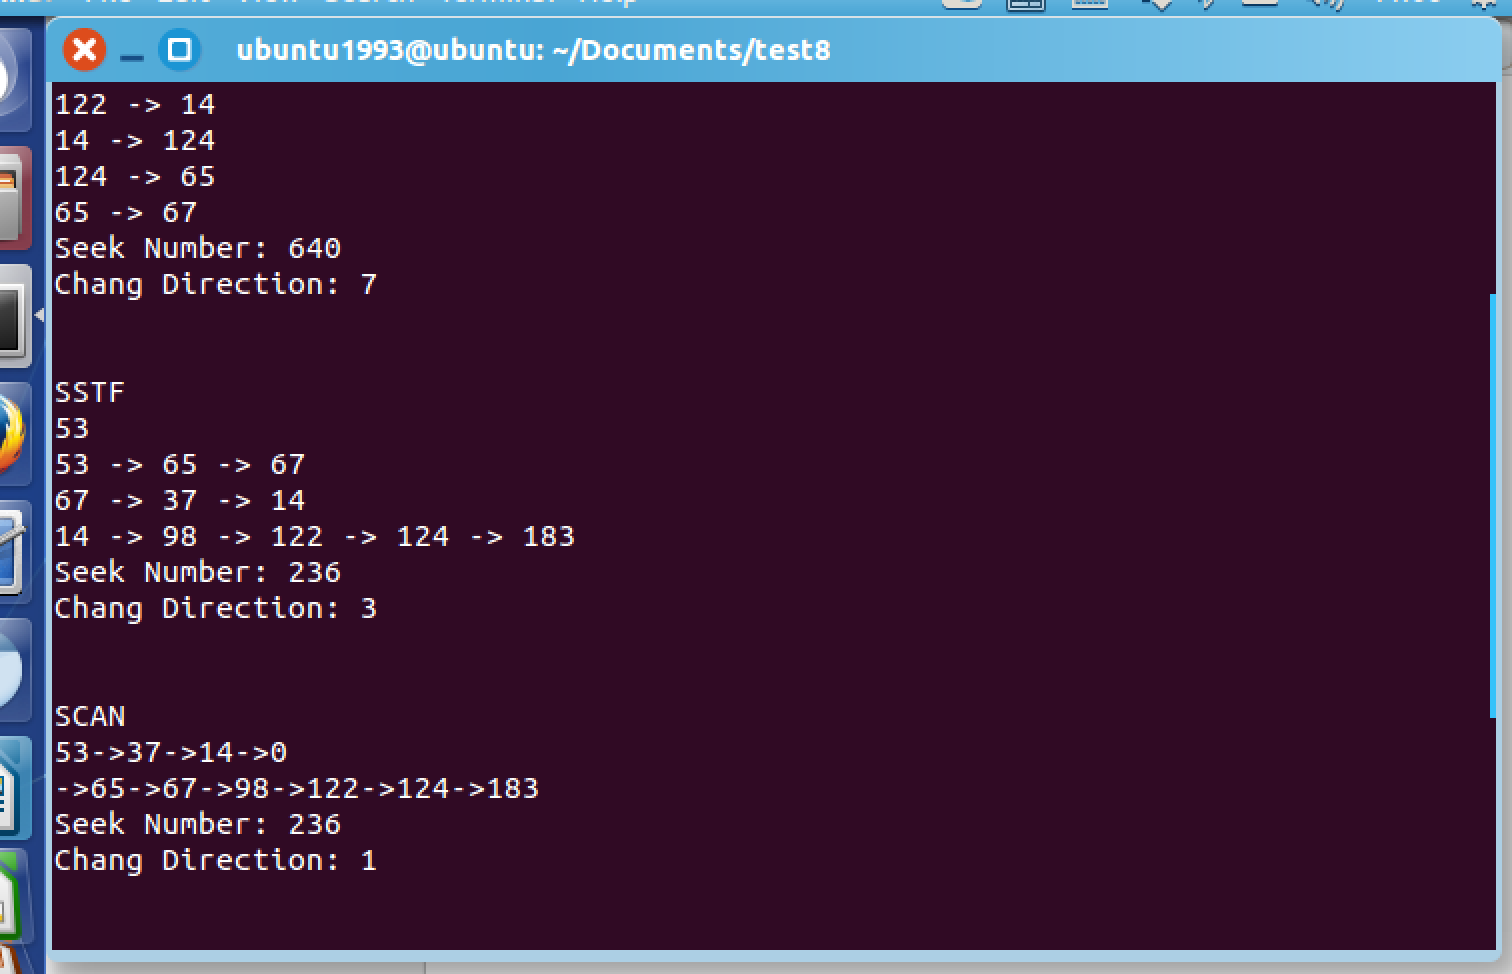 ubuntu1993@ubuntu: ~/Documents/test8
122 -> 14
14 -> 124
124 -> 65
65 -> 67
Seek Number: 640
Chang Direction: 7
SSTF
53
53 -> 65 -> 67
67 -> 37 -> 14
14 -> 98 -> 122 -> 124 -> 183
Seek Number: 236
Chang Direction: 3
SCAN
53->37->14->0
->65->67->98->122->124->183
Seek Number: 236
Chang Direction: 1